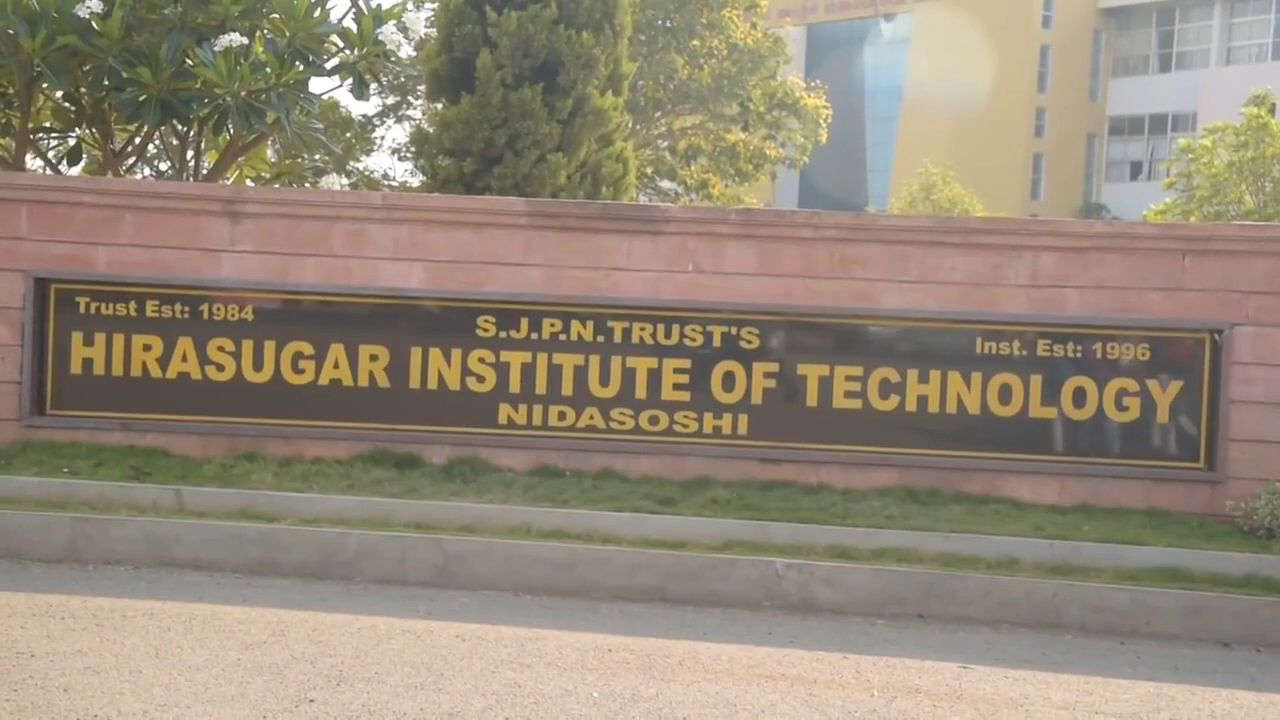 Trust Est: 1984
S.J.P.N.TRUST'S
Inst. Est: 1996
HIRASUGAR INSTITUTE OF TECHNOLOGY
NIDASOSHI